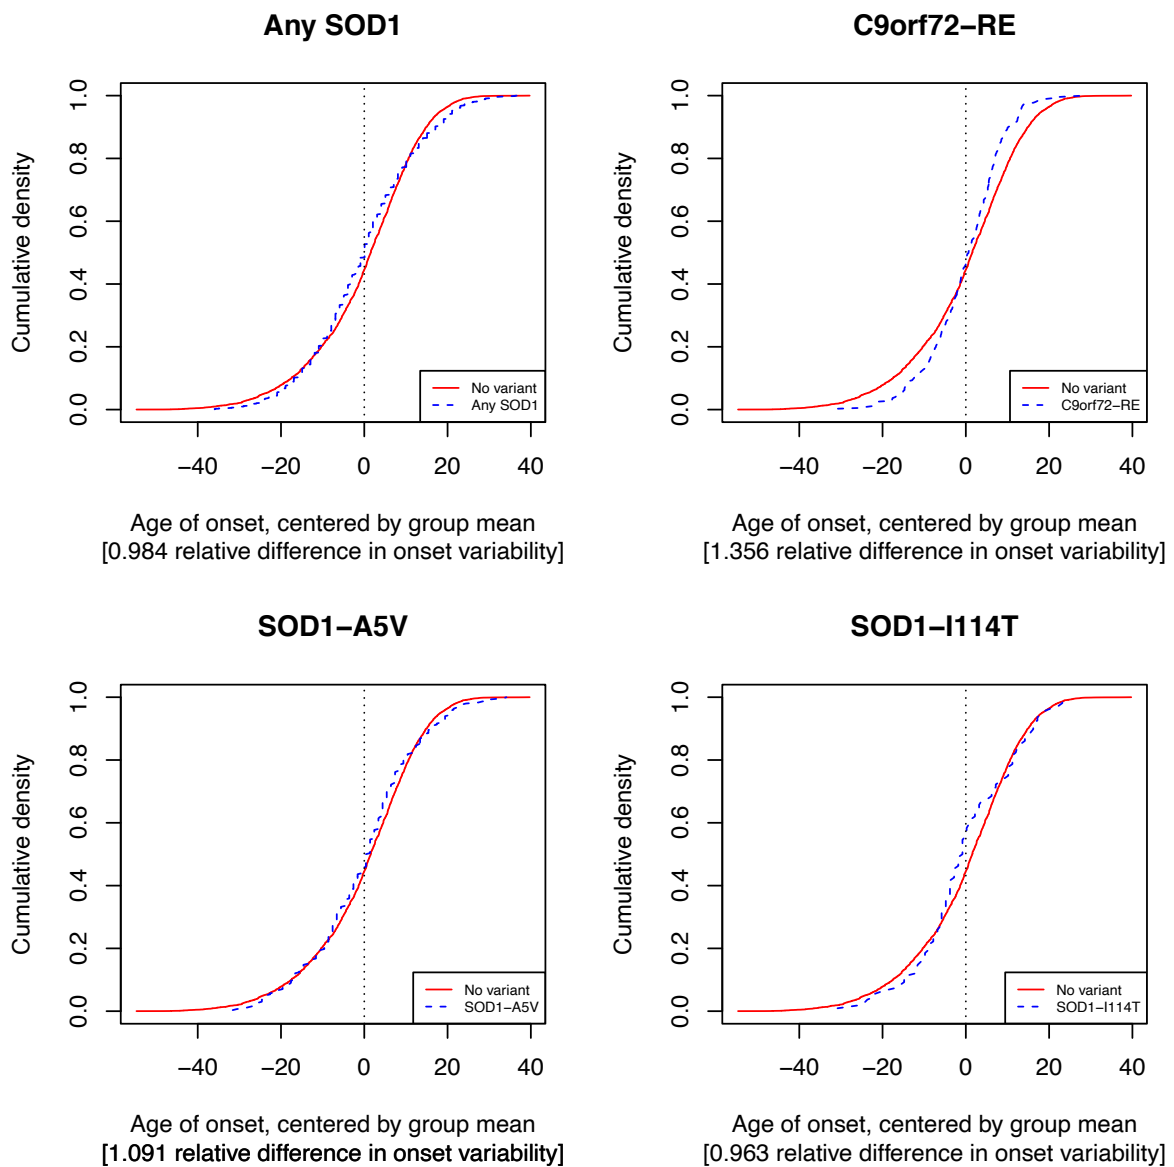 Any SOD1
Cumulative density
0.0 0.2 0.4 0.6 0.8 1.0
No variant
Any SOD1
−40 −20 0 20 40
Age of onset, centered by group mean
[0.984 relative difference in onset variability]
C9orf72−RE
Cumulative density
0.0 0.2 0.4 0.6 0.8 1.0
No variant
C9orf72−RE
−40 −20 0 20 40
Age of onset, centered by group mean
[1.356 relative difference in onset variability]
SOD1−A5V
Cumulative density
0.0 0.2 0.4 0.6 0.8 1.0
No variant
SOD1−A5V
−40 −20 0 20 40
Age of onset, centered by group mean
[1.091 relative difference in onset variability]
SOD1−I114T
Cumulative density
0.0 0.2 0.4 0.6 0.8 1.0
No variant
SOD1−I114T
−40 −20 0 20 40
Age of onset, centered by group mean
[0.963 relative difference in onset variability]